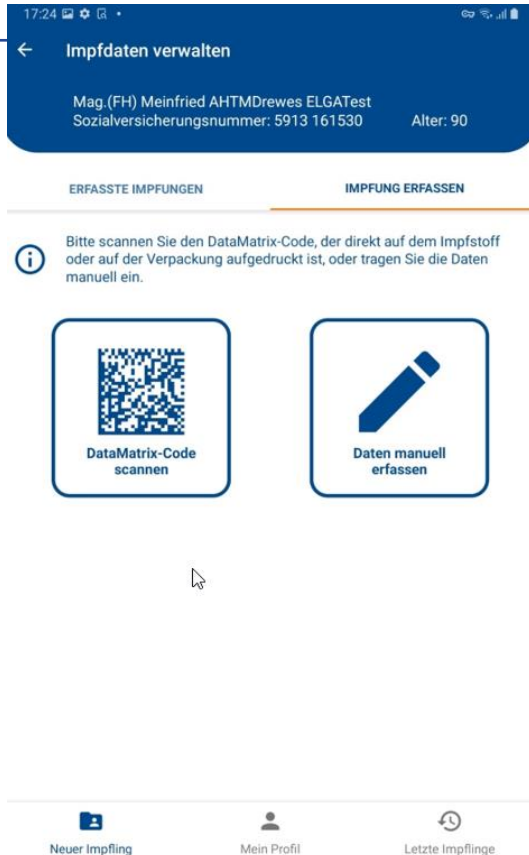 17:24
Impfdaten verwalten
Mag.(FH) Meinfried AHTMDrewes ELGATest
Sozialversicherungsnummer: 5913 161530 Alter: 90
ERFASSTE IMPFUNGEN
IMPFUNG ERFASSEN
Bitte scannen Sie den DataMatrix-Code, der direkt auf dem Impfstoff
oder auf der Verpackung aufgedruckt ist, oder tragen Sie die Daten
manuell ein.
DataMatrix-Code
scannen
Daten manuell
erfassen
Neuer Impfling
Mein Profil
Letzte Impflinge